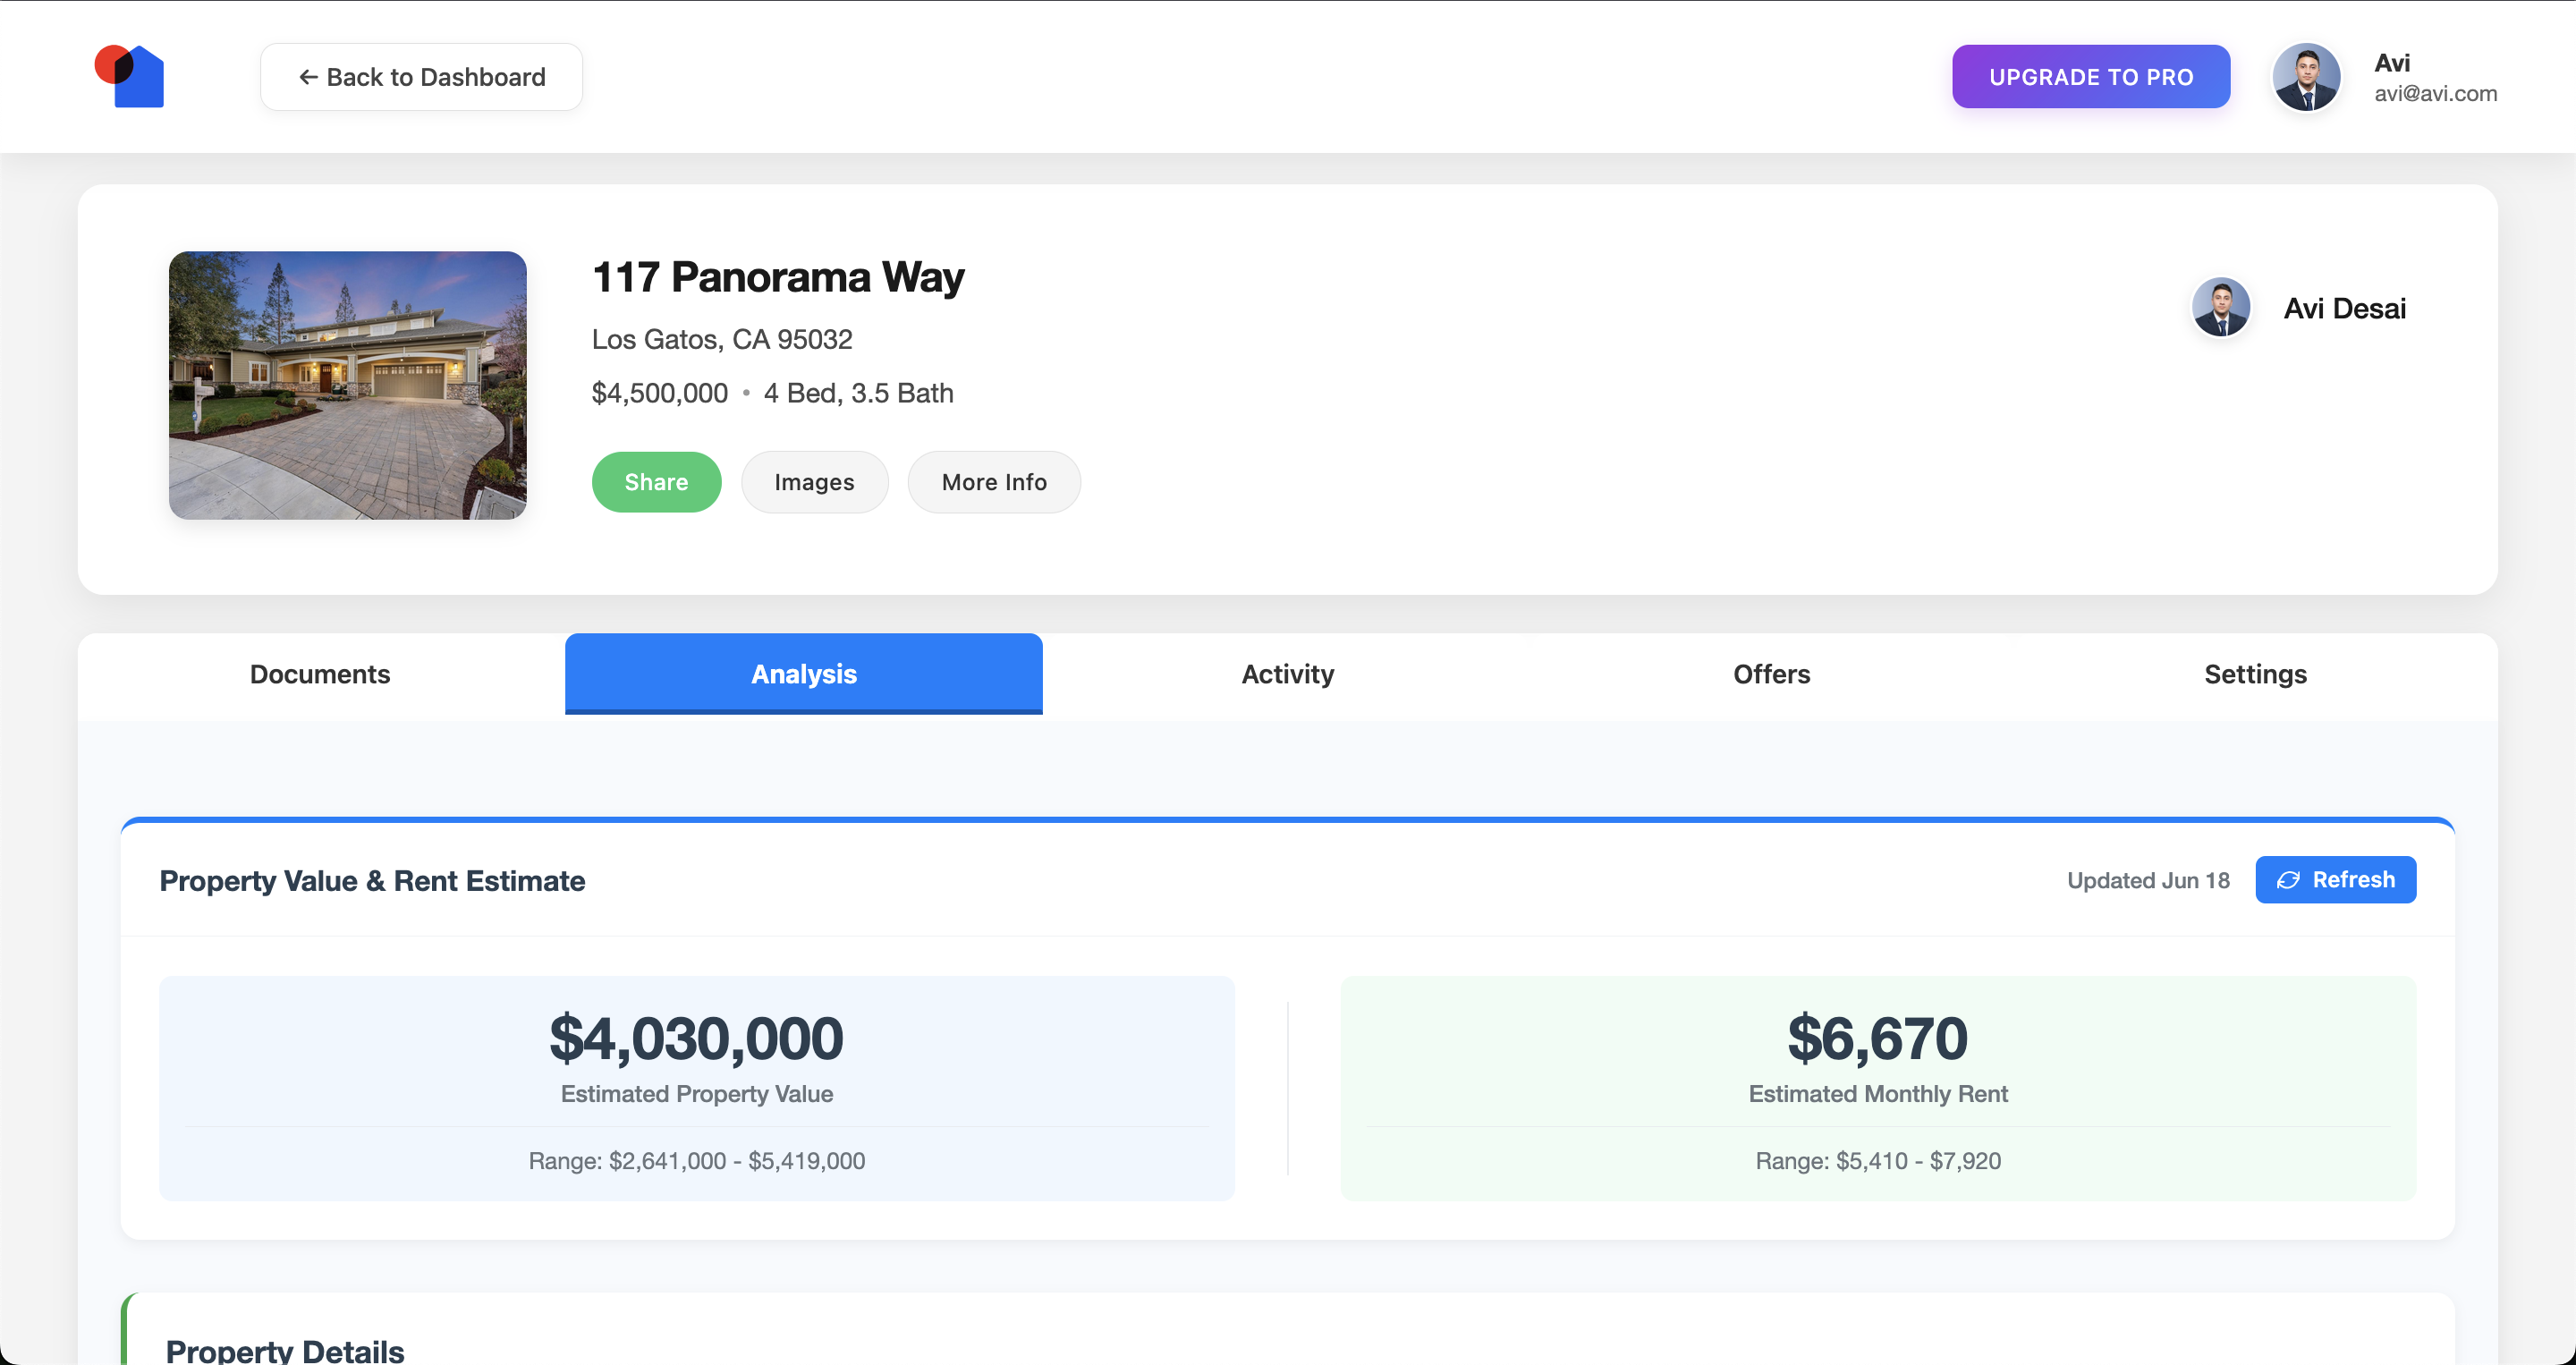 ← Back to Dashboard
UPGRADE TO PRO
Avi
avi@avi.com
117 Panorama Way
Los Gatos, CA 95032
$4,500,000 • 4 Bed, 3.5 Bath
Share
Images
More Info
Avi Desai
Documents
Analysis
Activity
Offers
Settings
Property Value & Rent Estimate
Updated Jun 18
Refresh
$4,030,000
Estimated Property Value
Range: $2,641,000 - $5,419,000
$6,670
Estimated Monthly Rent
Range: $5,410 - $7,920
Property Details